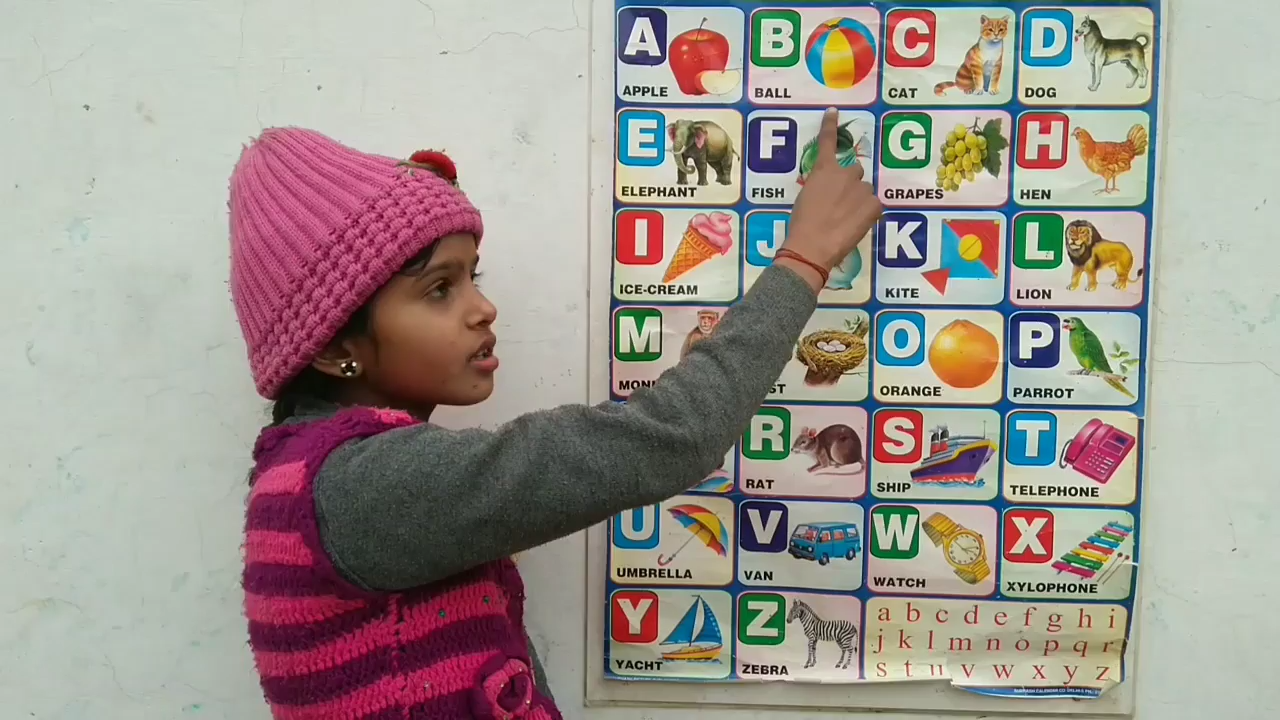 A B C D
APPLE BALL CAT DOG
E F G H
ELEPHANT FISH GRAPES HEN
I J K L
ICE-CREAM KITE LION
M O P
ORANGE PARROT
R S T
RAT SHIP TELEPHONE
U V W X
UMBRELLA VAN WATCH XYLOPHONE
Y Z
YACHT ZEBRA
a b c d e f g h i
j k l m n o p q r
s t u v w x y z